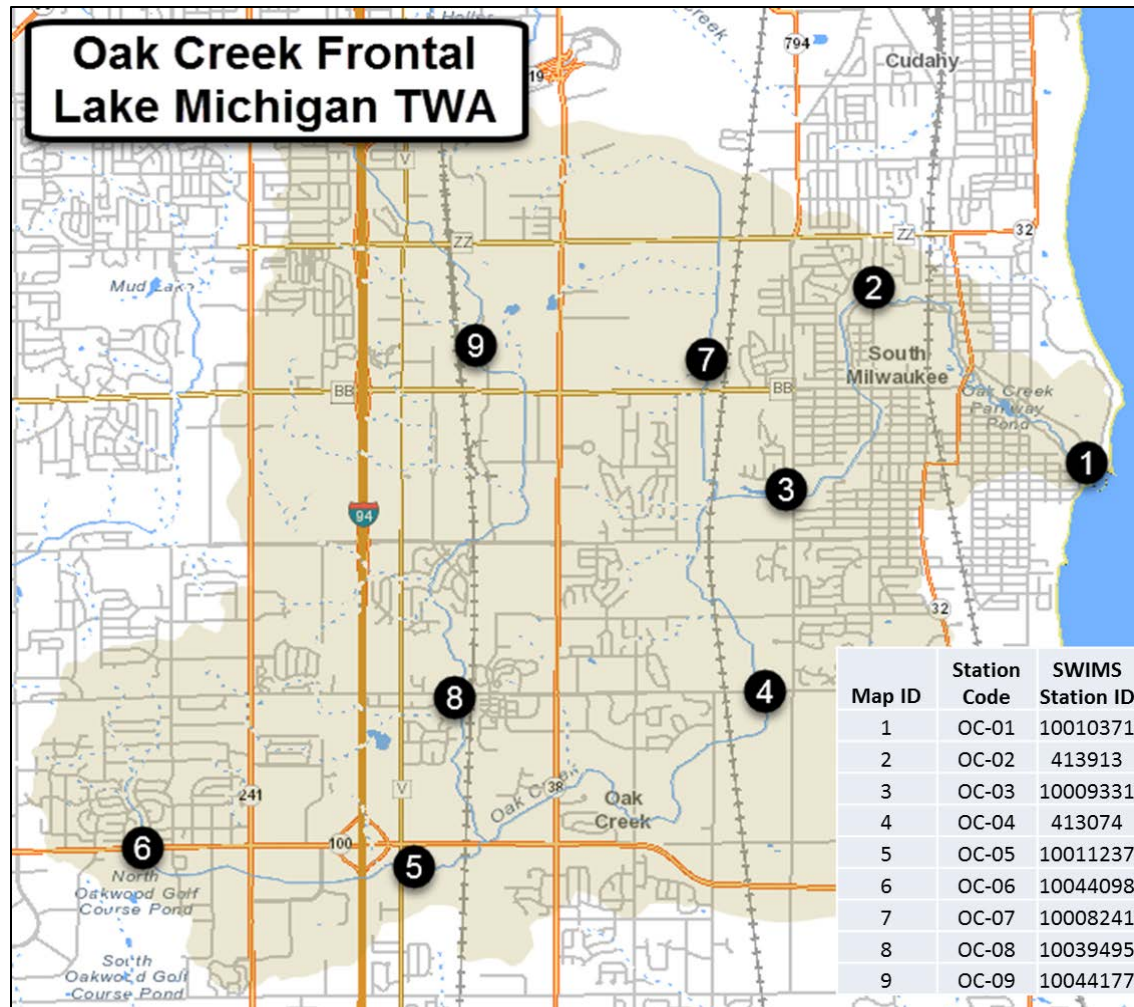 Oak Creek Frontal
Lake Michigan TWA
Creek
794
Cudahy
19
V
ZZ
ZZ
32
Mud Lake
2
9
7
South
Milwaukee
BB
BB
Oak Creek
Parkway
Pond
1
3
94
32
8
4
241
V
38
Oak Creek
Oak
Creek
100
6
5
North
Oakwood Golf
Course Pond
South
Oakwood Golf
Course Pond
Map ID Station Code SWIMS Station ID
1 OC-01 10010371
2 OC-02 413913
3 OC-03 10009331
4 OC-04 413074
5 OC-05 10011237
6 OC-06 10044098
7 OC-07 10008241
8 OC-08 10039495
9 OC-09 10044177